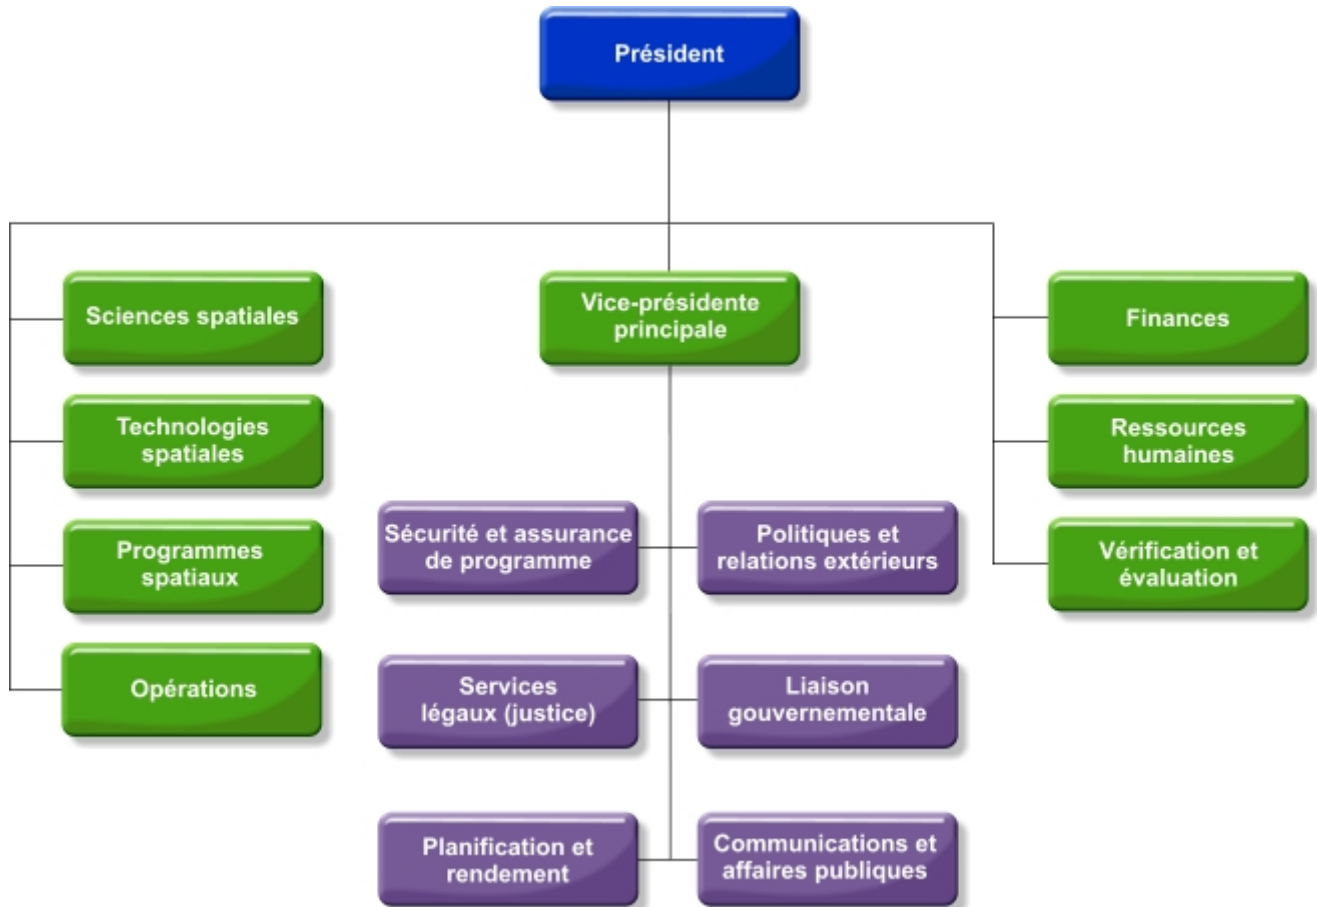 Président
Sciences spatiales
Vice-présidente
principale
Finances
Technologies
spatiales
Ressources
humaines
Sécurité et assurance
de programme
Politiques et
relations extérieurs
Programmes
spatiaux
Vérification et
évaluation
Opérations
Services
légaux (justice)
Liaison
gouvernementale
Planification et
rendement
Communications et
affaires publiques